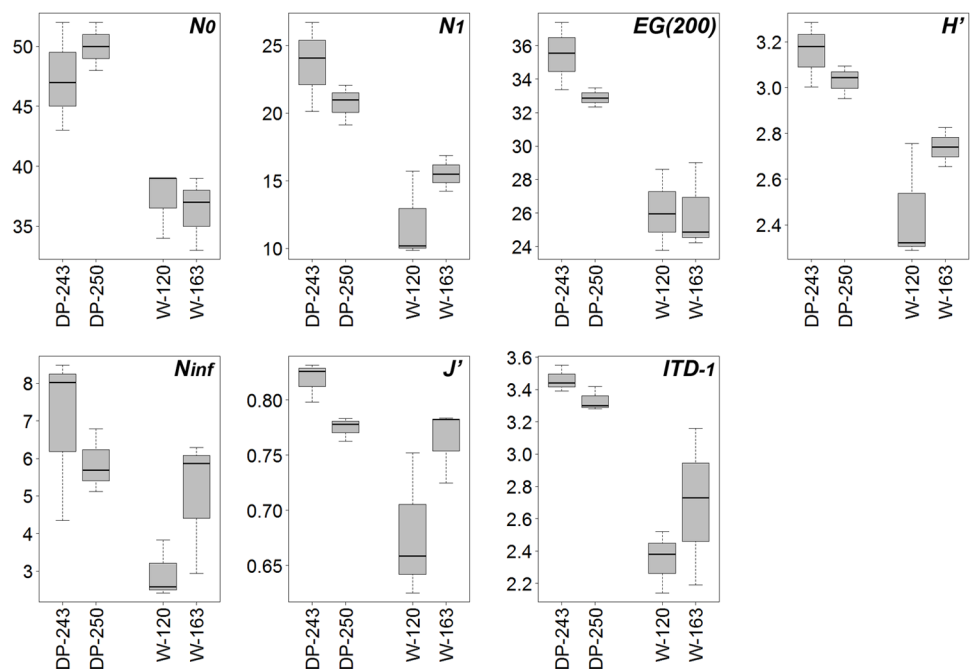 N0
50
45
40
35
DP-243
DP-250
W-120
W-163
N1
25
20
15
10
DP-243
DP-250
W-120
W-163
EG(200)
36
34
32
30
28
26
24
DP-243
DP-250
W-120
W-163
H’
3.2
3.0
2.8
2.6
2.4
DP-243
DP-250
W-120
W-163
Ninf
8
7
6
5
4
3
DP-243
DP-250
W-120
W-163
J’
0.80
0.75
0.70
0.65
DP-243
DP-250
W-120
W-163
ITD-1
3.6
3.4
3.2
3.0
2.8
2.6
2.4
2.2
DP-243
DP-250
W-120
W-163